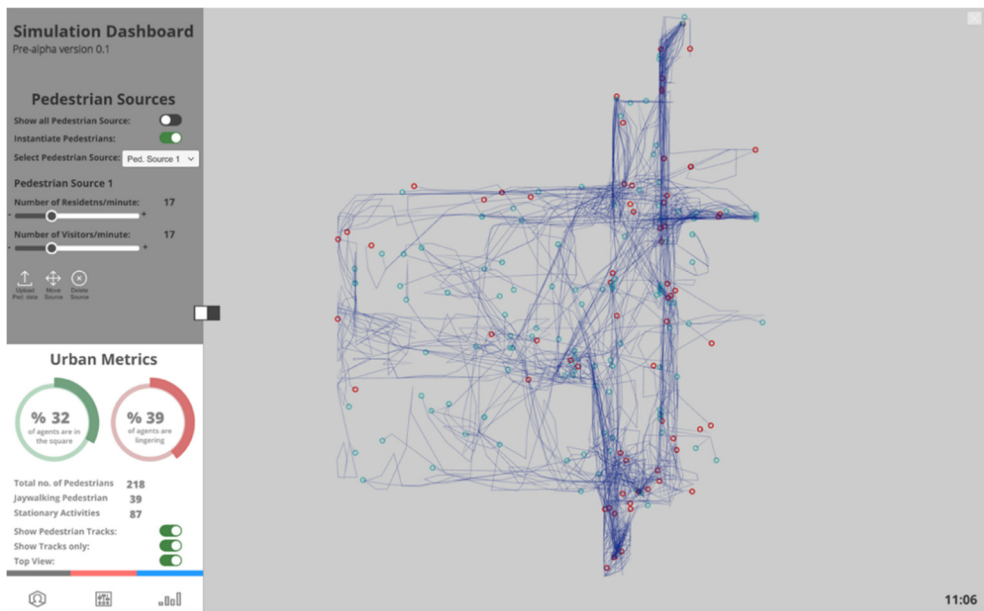 Simulation Dashboard
Pre-alpha version 0.1
Pedestrian Sources
Show all Pedestrian Source:
Instantiate Pedestrians:
Select Pedestrian Source: Ped. Source 1
Pedestrian Source 1
Number of Residetns/minute: 17
- +
Number of Visitors/minute: 17
- +
Upload Move Delete
Ped. data Source Source
Urban Metrics
% 32 % 39
of agents are in of agents are
the square lingering
Total no. of Pedestrians 218
Jaywalking Pedestrian 39
Stationary Activities 87
Show Pedestrian Tracks:
Show Tracks only:
Top View:
11:06